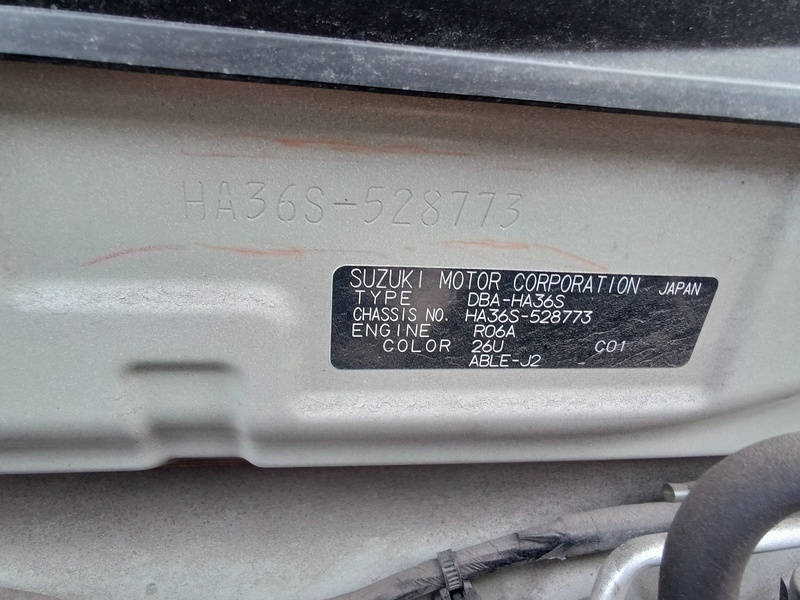 HA36S-528773
SUZUKI MOTOR CORPORATION JAPAN
TYPE DBA-HA36S
CHASSIS NO. HA36S-528773
ENGINE R06A
COLOR 26U C01
ABLE-J2